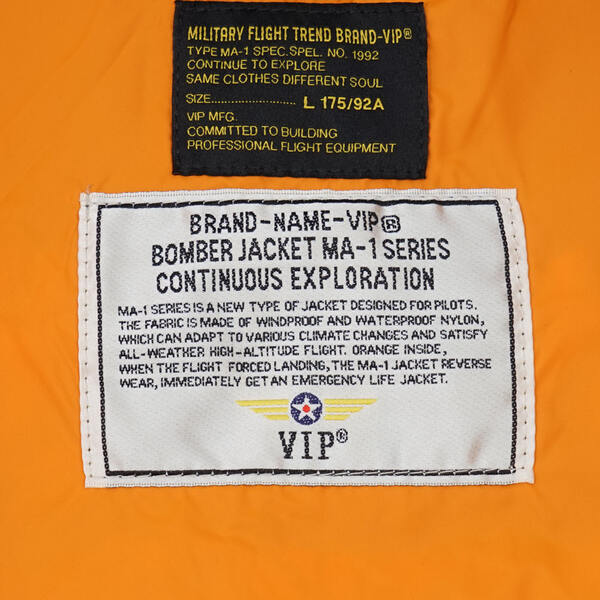 MILITARY FLIGHT TREND BRAND-VIP®
TYPE MA-1 SPEC.SPEL. NO. 1992
CONTINUE TO EXPLORE
SAME CLOTHES DIFFERENT SOUL
SIZE........................ L 175/92A
VIP MFG.
COMMITTED TO BUILDING
PROFESSIONAL FLIGHT EQUIPMENT
BRAND-NAME-VIP®
BOMBER JACKET MA-1 SERIES
CONTINUOUS EXPLORATION
MA-1 SERIES IS A NEW TYPE OF JACKET DESIGNED FOR PILOTS.
THE FABRIC IS MADE OF WINDPROOF AND WATERPROOF NYLON,
WHICH CAN ADAPT TO VARIOUS CLIMATE CHANGES AND SATISFY
ALL-WEATHER HIGH-ALTITUDE FLIGHT. ORANGE INSIDE,
WHEN THE FLIGHT FORCED LANDING, THE MA-1 JACKET REVERSE
WEAR, IMMEDIATELY GET AN EMERGENCY LIFE JACKET.
VIP®